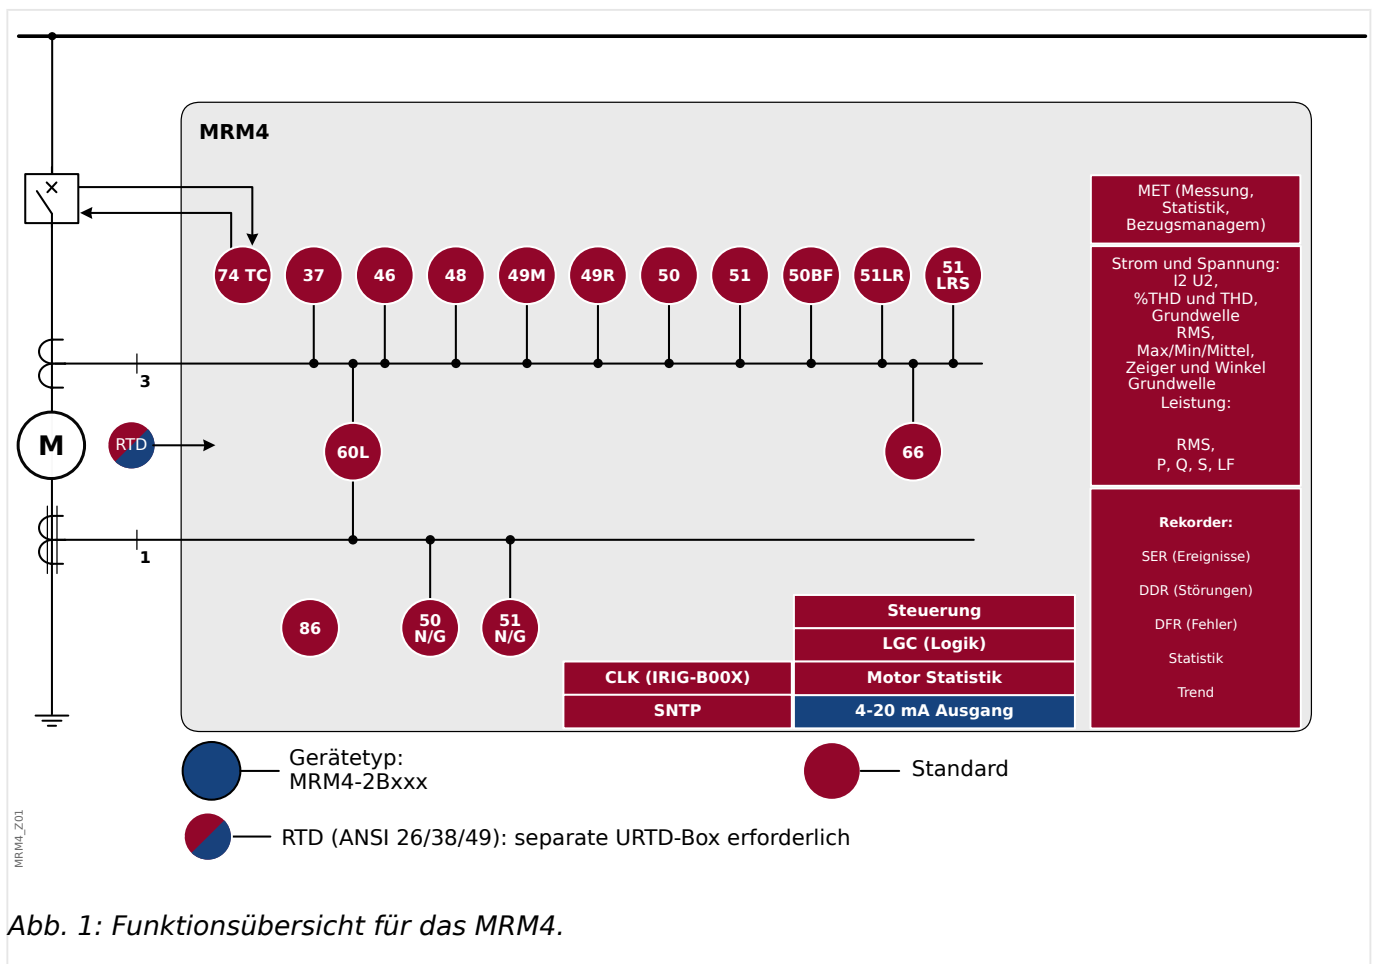 MRM4
MET (Messung,
Statistik,
Bezugsmanagem)
74 TC
37
46
48
49M
49R
50
51
50BF
51LR
51
LRS
Strom und Spannung:
I2 U2,
%THD und THD,
Grundwelle
RMS,
Max/Min/Mittel,
Zeiger und Winkel
Grundwelle
Leistung:
RMS,
P, Q, S, LF
3
M
RTD
60L
66
1
86
50
N/G
51
N/G
Rekorder:
SER (Ereignisse)
DDR (Störungen)
DFR (Fehler)
Statistik
Trend
Steuerung
LGC (Logik)
CLK (IRIG-B00X)
Motor Statistik
SNTP
4-20 mA Ausgang
Gerätetyp:
MRM4-2Bxxx
Standard
RTD (ANSI 26/38/49): separate URTD-Box erforderlich
MRM4_Z01
Abb. 1: Funktionsübersicht für das MRM4.